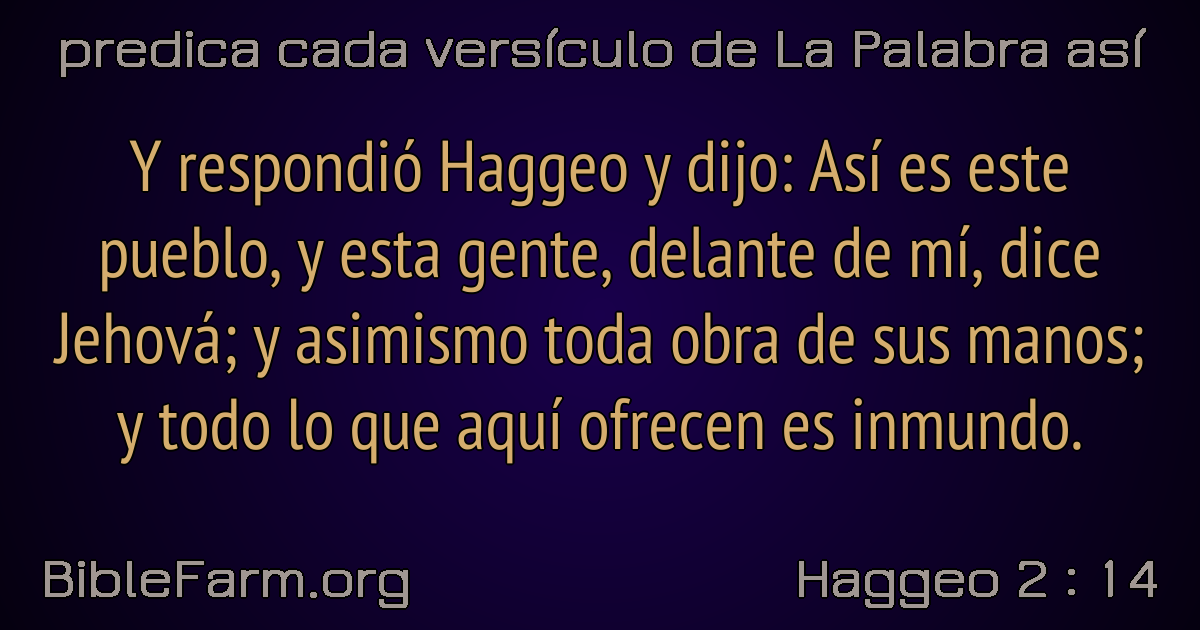 predica cada versículo de La Palabra así
Y respondió Haggeo y dijo: Así es este
pueblo, y esta gente, delante de mí, dice
Jehová; y asimismo toda obra de sus manos;
y todo lo que aquí ofrecen es inmundo.
BibleFarm.org
Haggeo 2 : 14